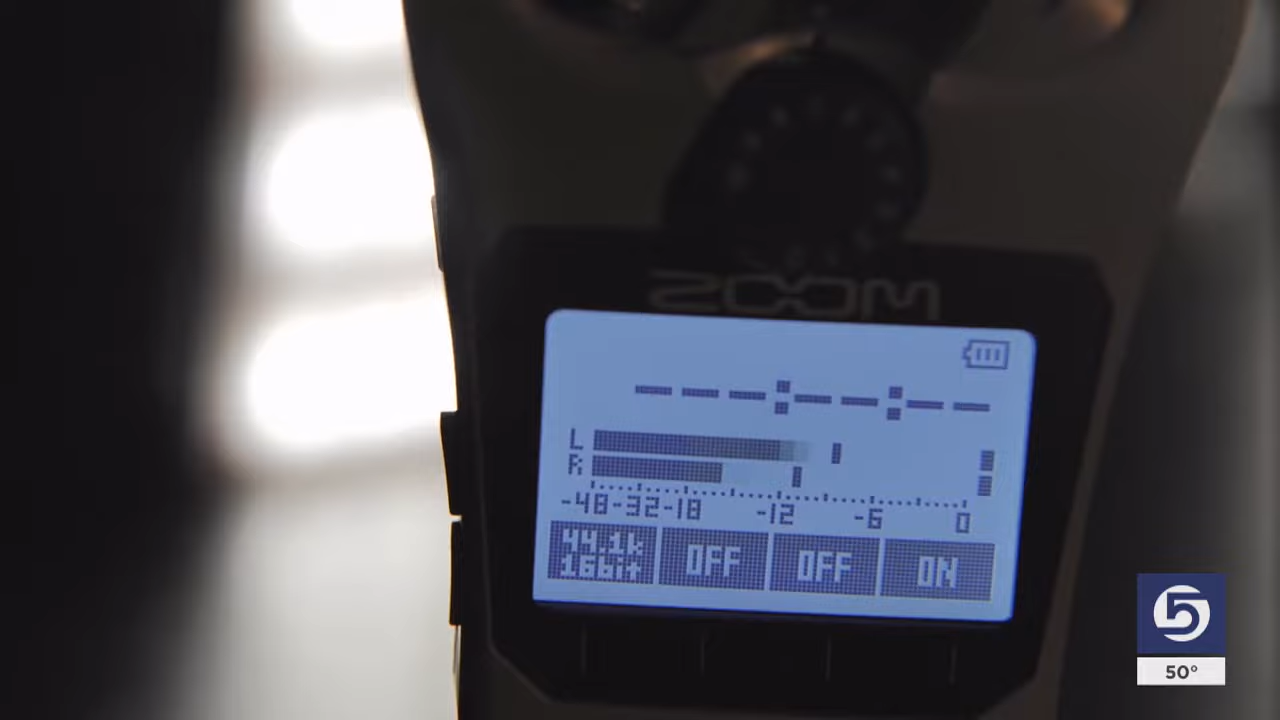 ZOOM
--- : -- : --
L
R
-48-32-18 -12 -6 0
44.1k OFF OFF ON
16bit
5
50°